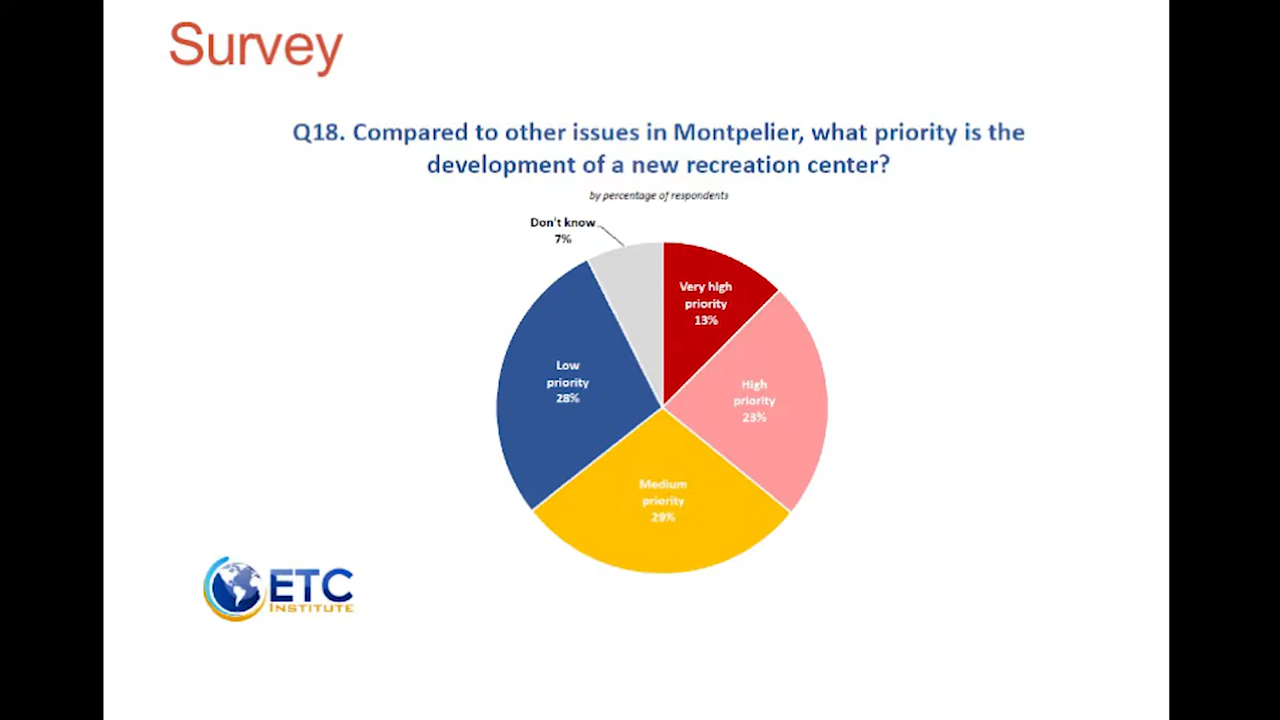 Survey
Q18. Compared to other issues in Montpelier, what priority is the
development of a new recreation center?
by percentage of respondents
Don't know
7%
Very high
priority
13%
High
priority
23%
Medium
priority
29%
Low
priority
28%
ETC
INSTITUTE